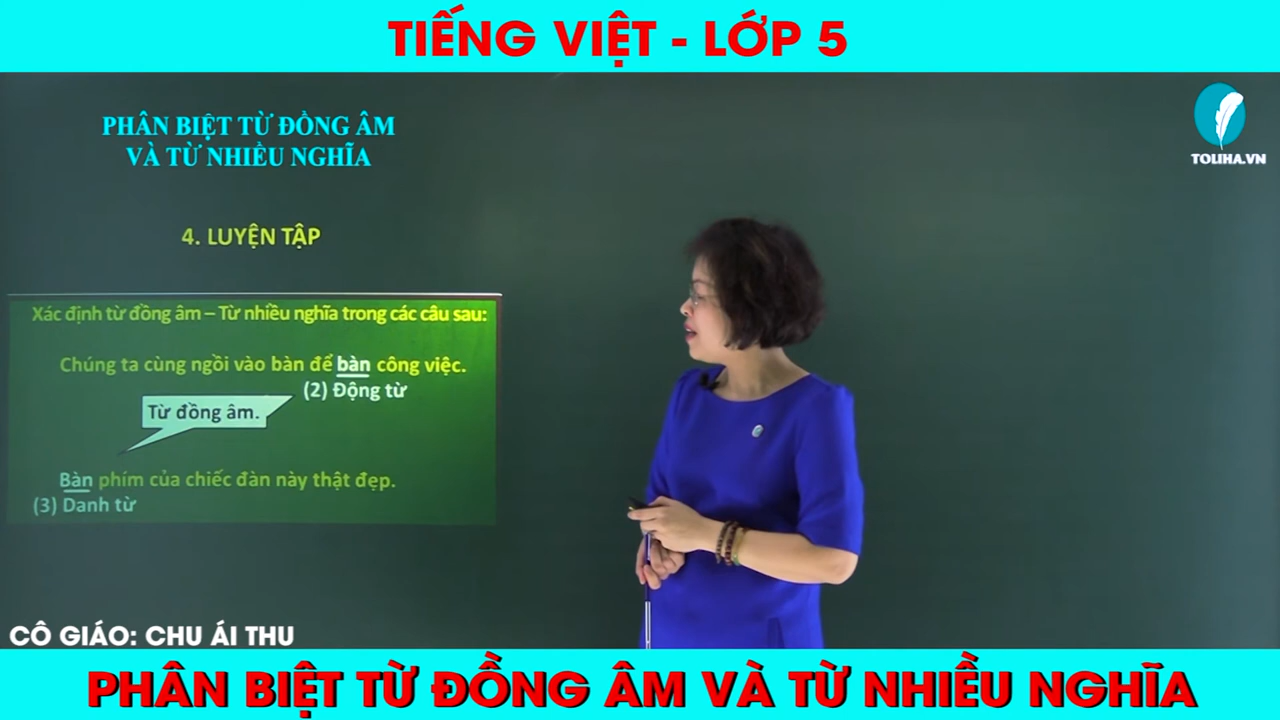 TIẾNG VIỆT - LỚP 5
PHÂN BIỆT TỪ ĐỒNG ÂM
VÀ TỪ NHIỀU NGHĨA
TOLIHA.VN
4. LUYỆN TẬP
Xác định từ đồng âm – Từ nhiều nghĩa trong các câu sau:
Chúng ta cùng ngồi vào bàn để bàn công việc.
(2) Động từ
Từ đồng âm.
Bàn phím của chiếc đàn này thật đẹp.
(3) Danh từ
CÔ GIÁO: CHU ÁI THU
PHÂN BIỆT TỪ ĐỒNG ÂM VÀ TỪ NHIỀU NGHĨA